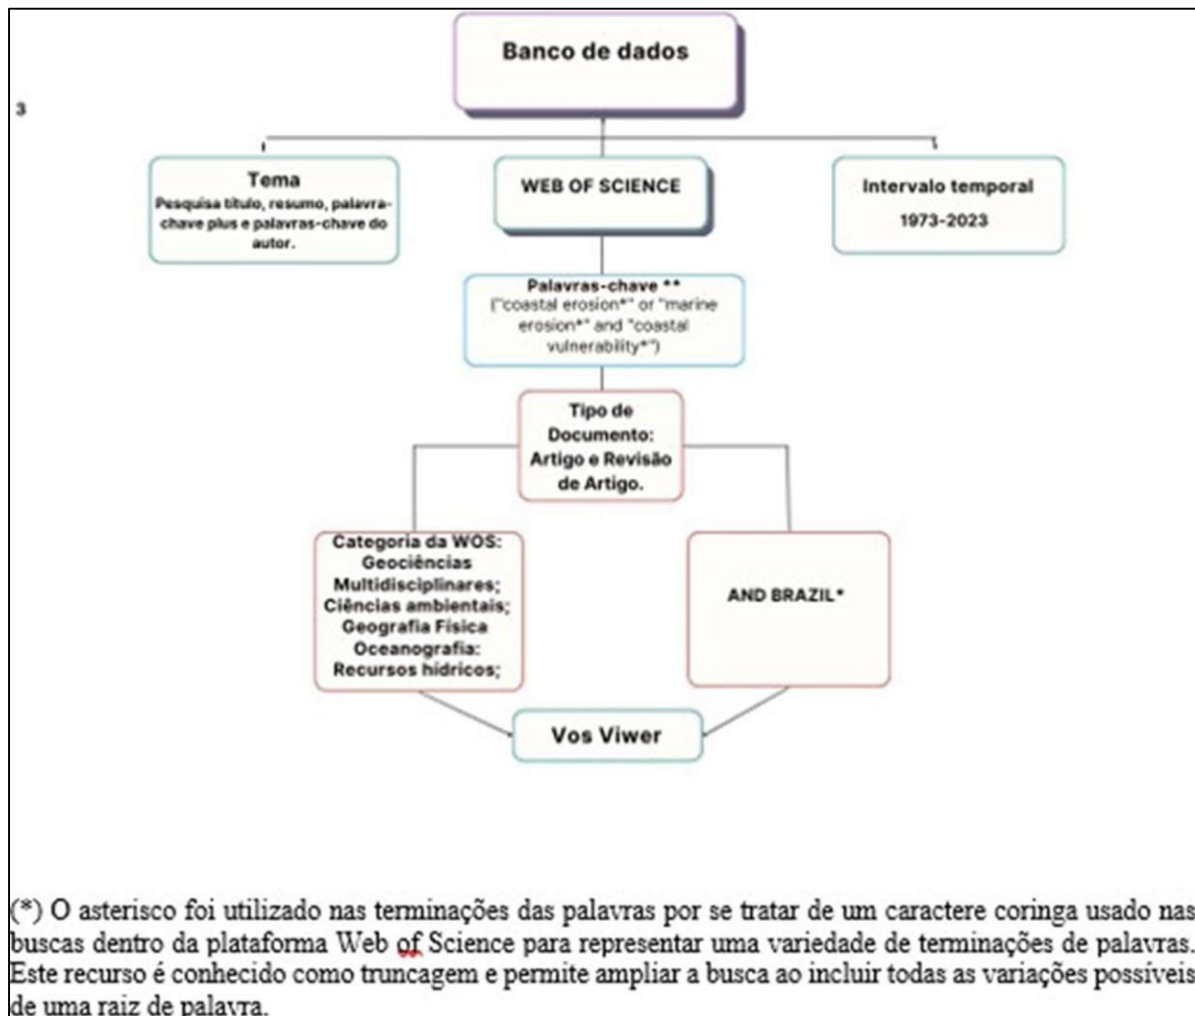 Banco de dados
3
Tema
Pesquisa título, resumo, palavra-
chave plus e palavras-chave do
autor.
WEB OF SCIENCE
Intervalo temporal
1973-2023
Palavras-chave **
("coastal erosion*" or "marine
erosion*" and "coastal
vulnerability*")
Tipo de
Documento:
Artigo e Revisão
de Artigo.
Categoria da WOS:
Geociências
Multidisciplinares;
Ciências ambientais;
Geografia Física
Oceanografia:
Recursos hídricos;
AND BRAZIL*
Vos Viwer
(*) O asterisco foi utilizado nas terminações das palavras por se tratar de um caractere coringa usado nas
buscas dentro da plataforma Web of Science para representar uma variedade de terminações de palavras.
Este recurso é conhecido como truncagem e permite ampliar a busca ao incluir todas as variações possíveis
de uma raiz de palavra.